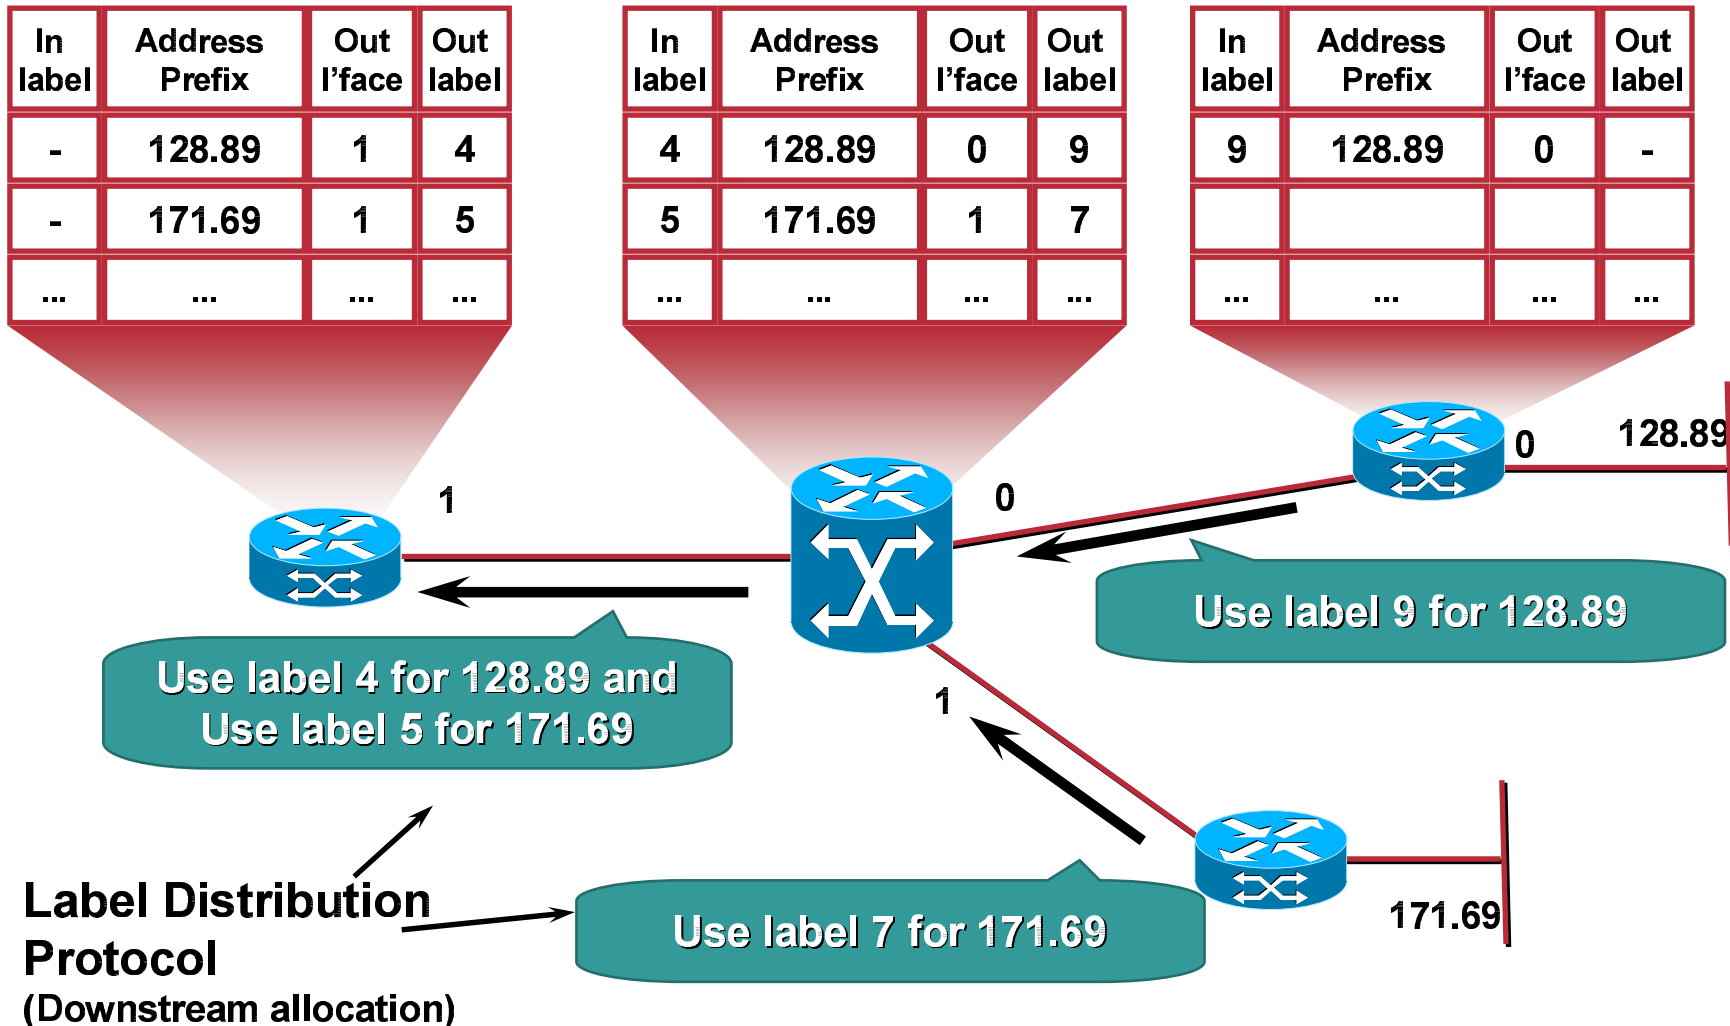 In label Address Prefix Out I'face Out label
- 128.89 1 4
- 171.69 1 5
... ... ... ...
In label Address Prefix Out I'face Out label
4 128.89 0 9
5 171.69 1 7
... ... ... ...
In label Address Prefix Out I'face Out label
9 128.89 0 -
... ... ... ...
0
128.89
1
0
Use label 9 for 128.89
Use label 4 for 128.89 and
Use label 5 for 171.69
1
Label Distribution
Protocol
(Downstream allocation)
Use label 7 for 171.69
171.69